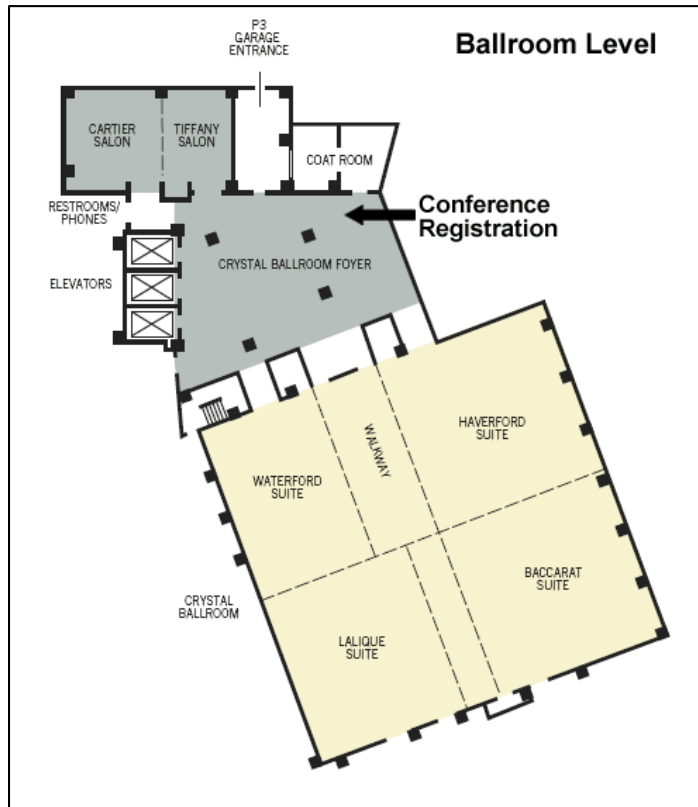 P3
GARAGE
ENTRANCE
Ballroom Level
CARTIER
SALON
TIFFANY
SALON
COAT ROOM
RESTROOMS/
PHONES
Conference
Registration
CRYSTAL BALLROOM FOYER
ELEVATORS
HAVERFORD
SUITE
WALKWAY
WATERFORD
SUITE
BACCARAT
SUITE
CRYSTAL
BALLROOM
LALIQUE
SUITE